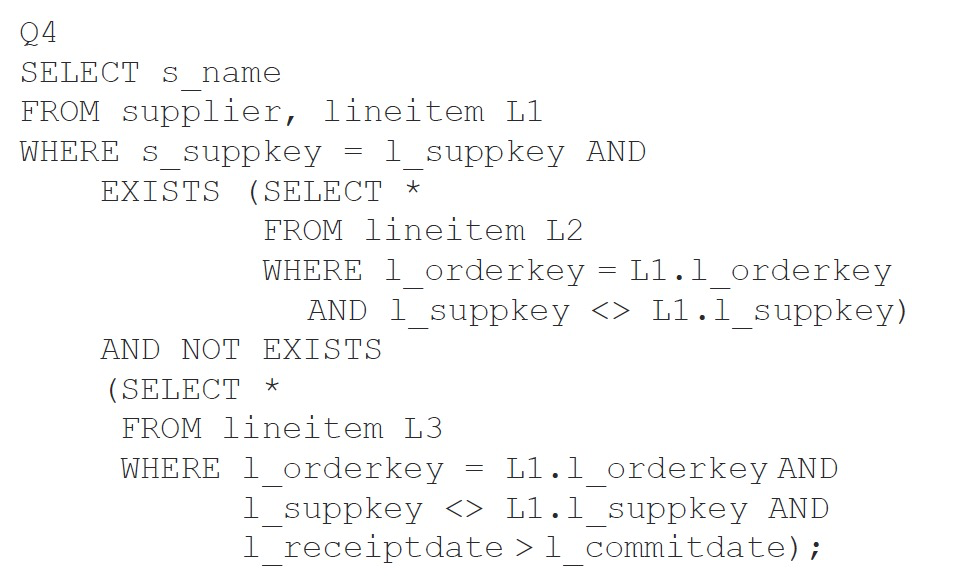 Q4
SELECT s_name
FROM supplier, lineitem L1
WHERE s_suppkey = l_suppkey AND
EXISTS (SELECT *
FROM lineitem L2
WHERE l_orderkey = L1.l_orderkey
AND l_suppkey <> L1.l_suppkey)
AND NOT EXISTS
(SELECT *
FROM lineitem L3
WHERE l_orderkey = L1.l_orderkey AND
l_suppkey <> L1.l_suppkey AND
l_receiptdate > l_commitdate);